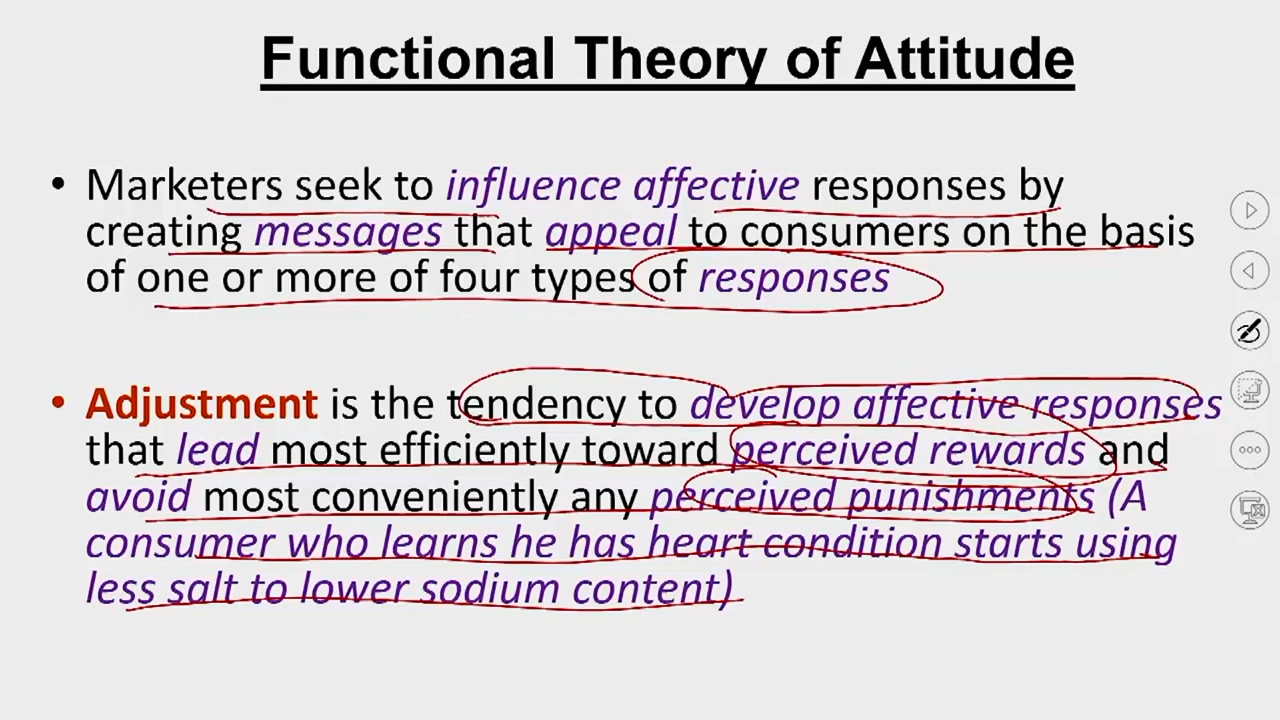 Functional Theory of Attitude
• Marketers seek to influence affective responses by
creating messages that appeal to consumers on the basis
of one or more of four types of responses
• Adjustment is the tendency to develop affective responses
that lead most efficiently toward perceived rewards and
avoid most conveniently any perceived punishments (A
consumer who learns he has heart condition starts using
less salt to lower sodium content)